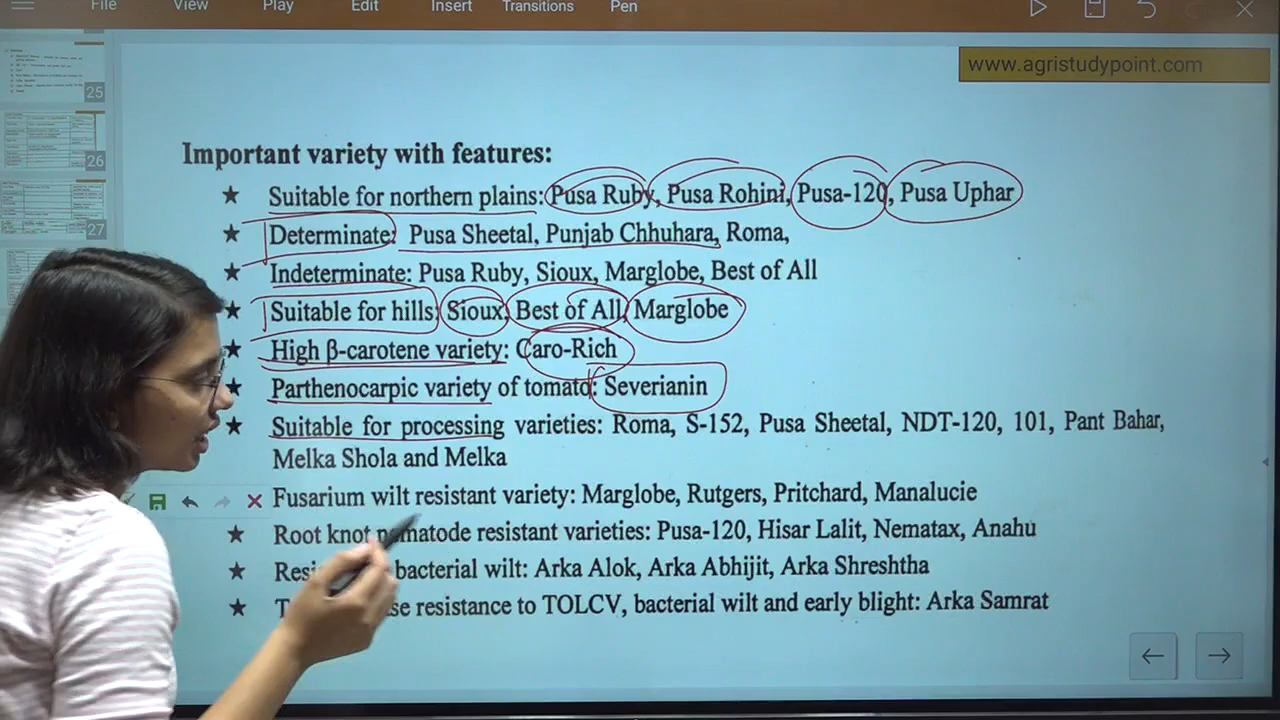 File View Play Edit Insert Transitions Pen
www.agristudypoint.com
25
26
27
Important variety with features:
★ Suitable for northern plains: Pusa Ruby, Pusa Rohini, Pusa-120, Pusa Uphar
★ Determinate: Pusa Sheetal, Punjab Chhuhara, Roma,
★ Indeterminate: Pusa Ruby, Sioux, Marglobe, Best of All
★ Suitable for hills: Sioux, Best of All, Marglobe
★ High β-carotene variety: Caro-Rich
★ Parthenocarpic variety of tomato: Severianin
★ Suitable for processing varieties: Roma, S-152, Pusa Sheetal, NDT-120, 101, Pant Bahar,
Melka Shola and Melka
Fusarium wilt resistant variety: Marglobe, Rutgers, Pritchard, Manalucie
★ Root knot nematode resistant varieties: Pusa-120, Hisar Lalit, Nematax, Anahu
★ bacterial wilt: Arka Alok, Arka Abhijit, Arka Shreshtha
★ resistance to TOLCV, bacterial wilt and early blight: Arka Samrat